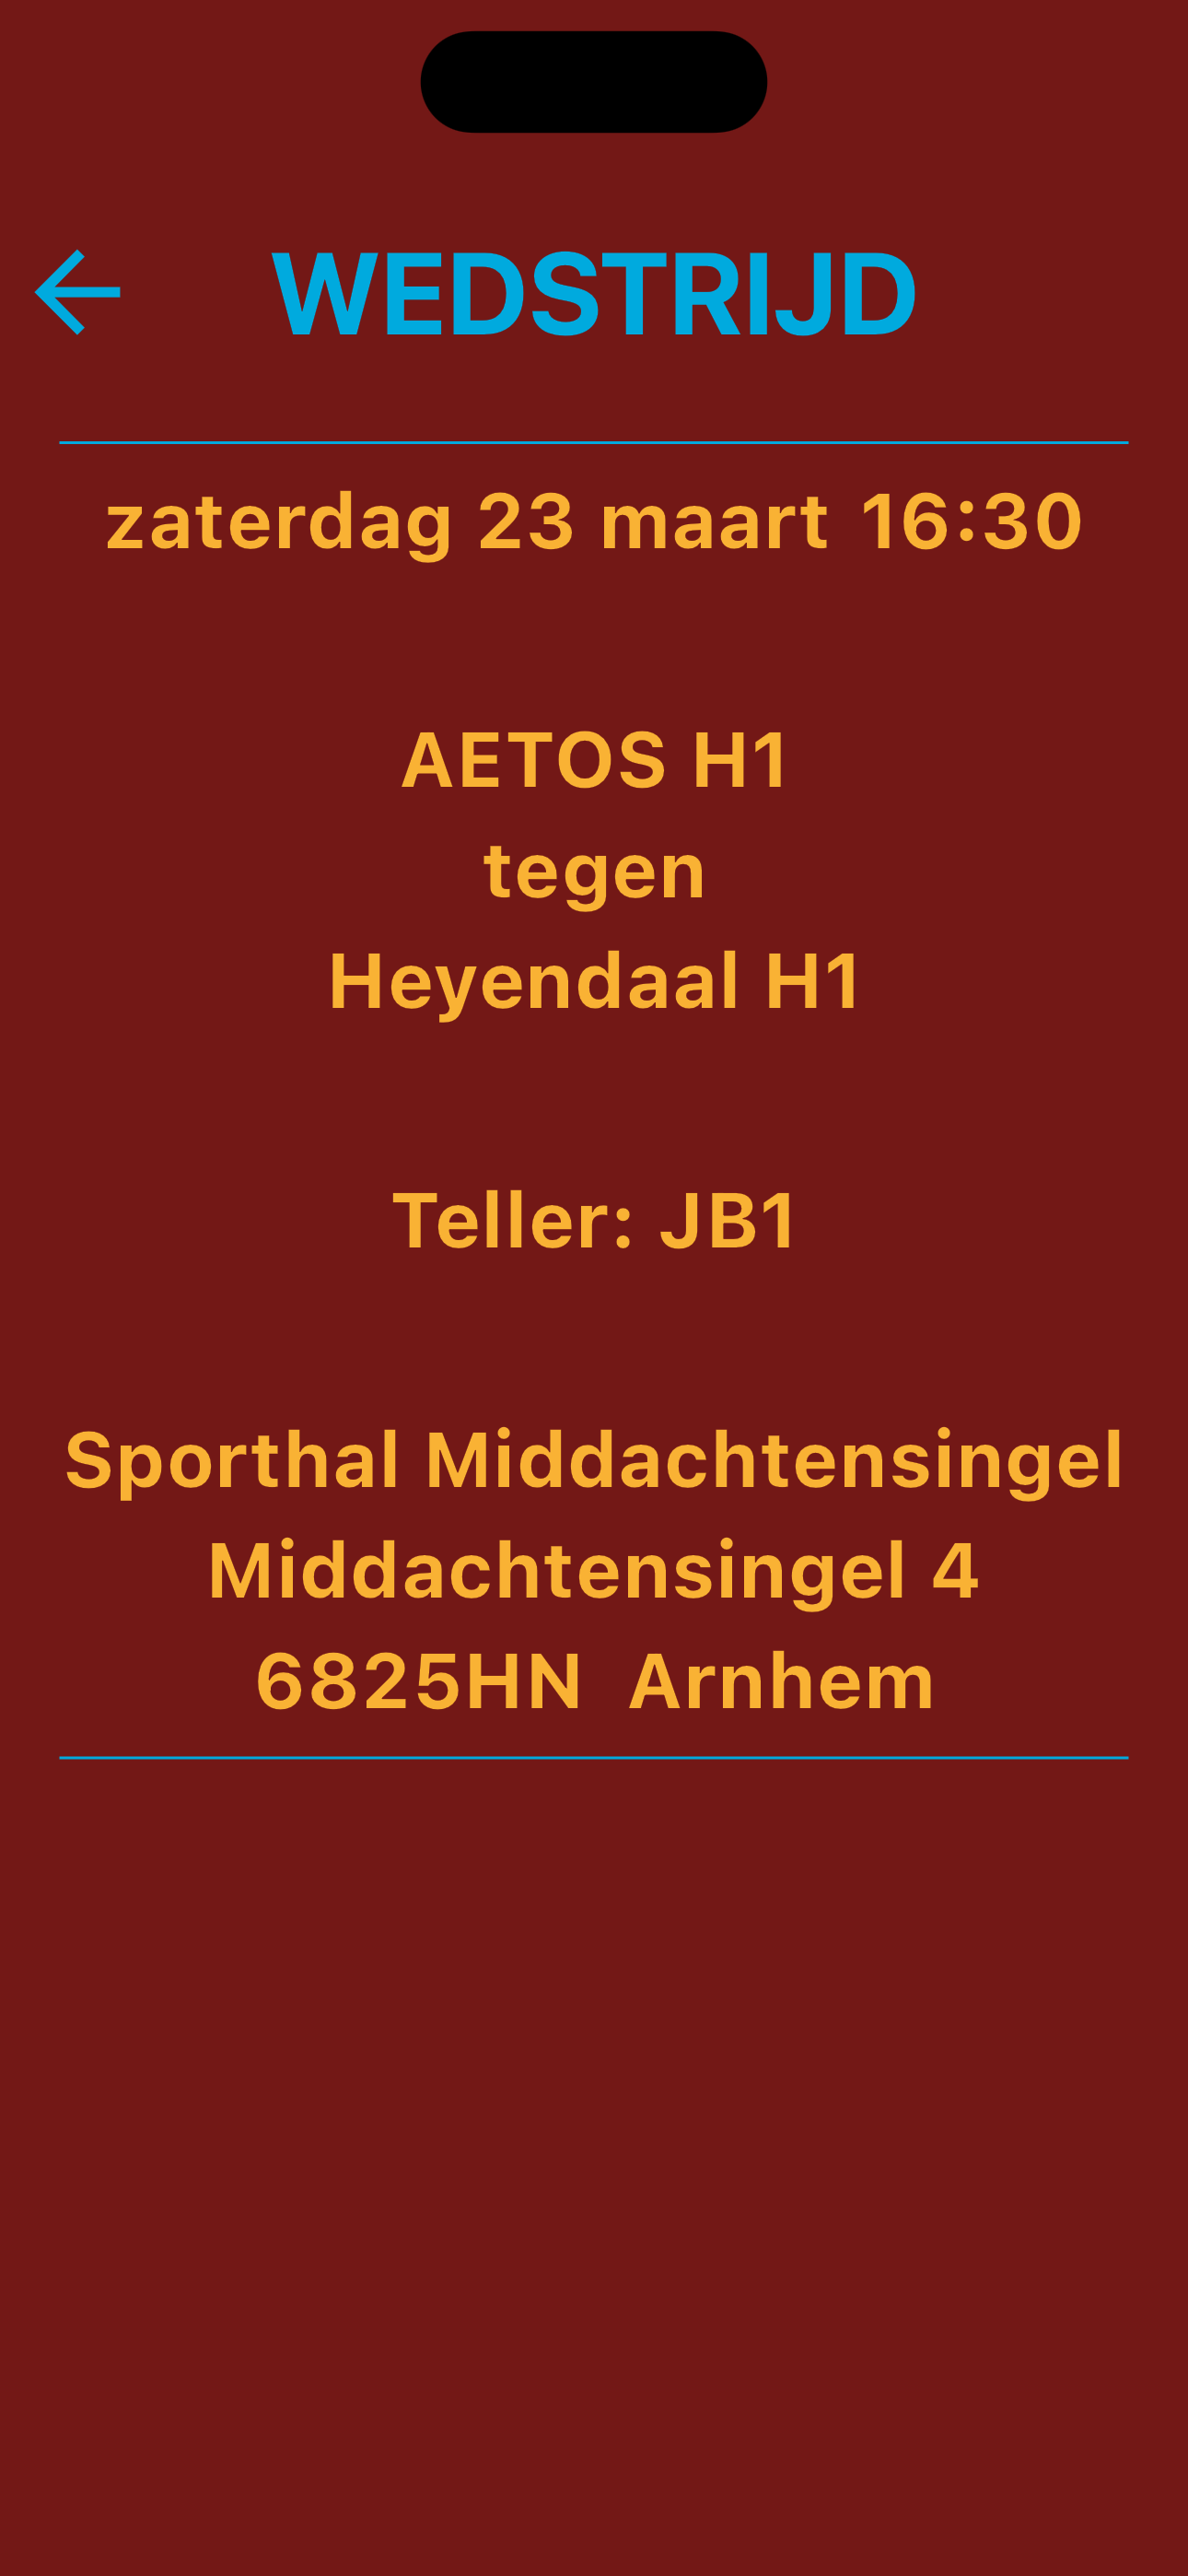 WEDSTRIJD
zaterdag 23 maart 16:30
AETOS H1
tegen
Heyendaal H1
Teller: JB1
Sporthal Middachtensingel
Middachtensingel 4
6825HN  Arnhem